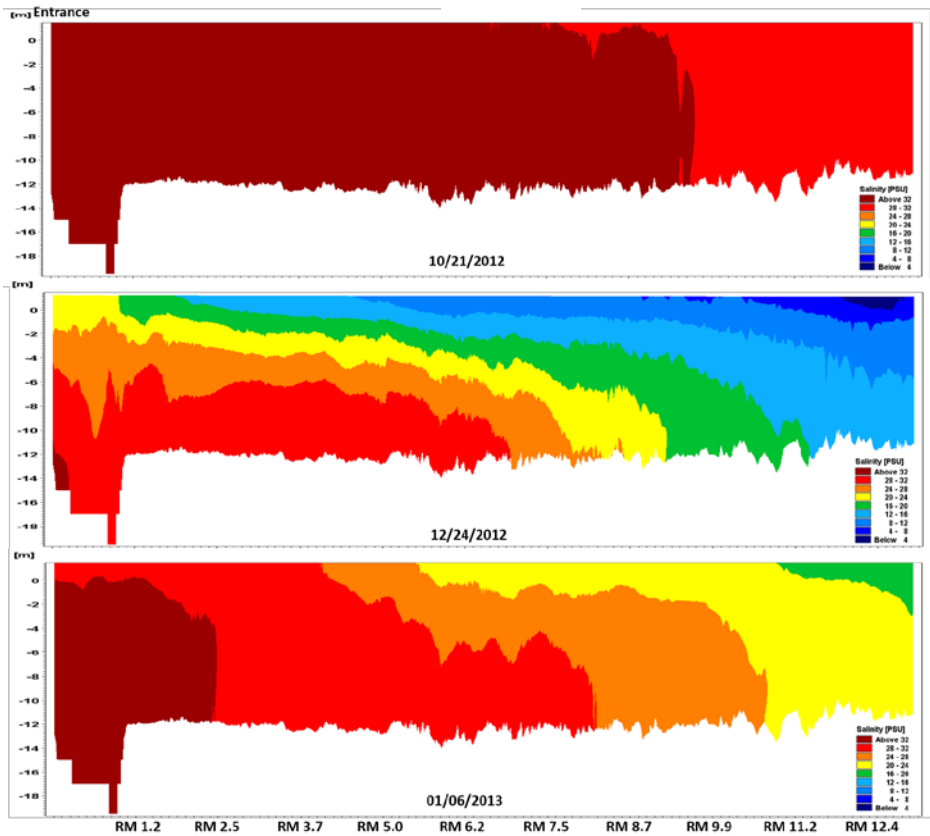 [m] Entrance
0
-2
-4
-6
-8
-10
-12
-14
-16
-18
Salinity [PSU]
Above 32
28 - 32
24 - 28
20 - 24
16 - 20
12 - 16
8 - 12
4 - 8
Below 4
10/21/2012
[m]
0
-2
-4
-6
-8
-10
-12
-14
-16
-18
Salinity [PSU]
Above 32
28 - 32
24 - 28
20 - 24
16 - 20
12 - 16
8 - 12
4 - 8
Below 4
12/24/2012
[m]
0
-2
-4
-6
-8
-10
-12
-14
-16
-18
Salinity [PSU]
Above 32
28 - 32
24 - 28
20 - 24
16 - 20
12 - 16
8 - 12
4 - 8
Below 4
01/06/2013
RM 1.2 RM 2.5 RM 3.7 RM 5.0 RM 6.2 RM 7.5 RM 8.7 RM 9.9 RM 11.2 RM 12.4